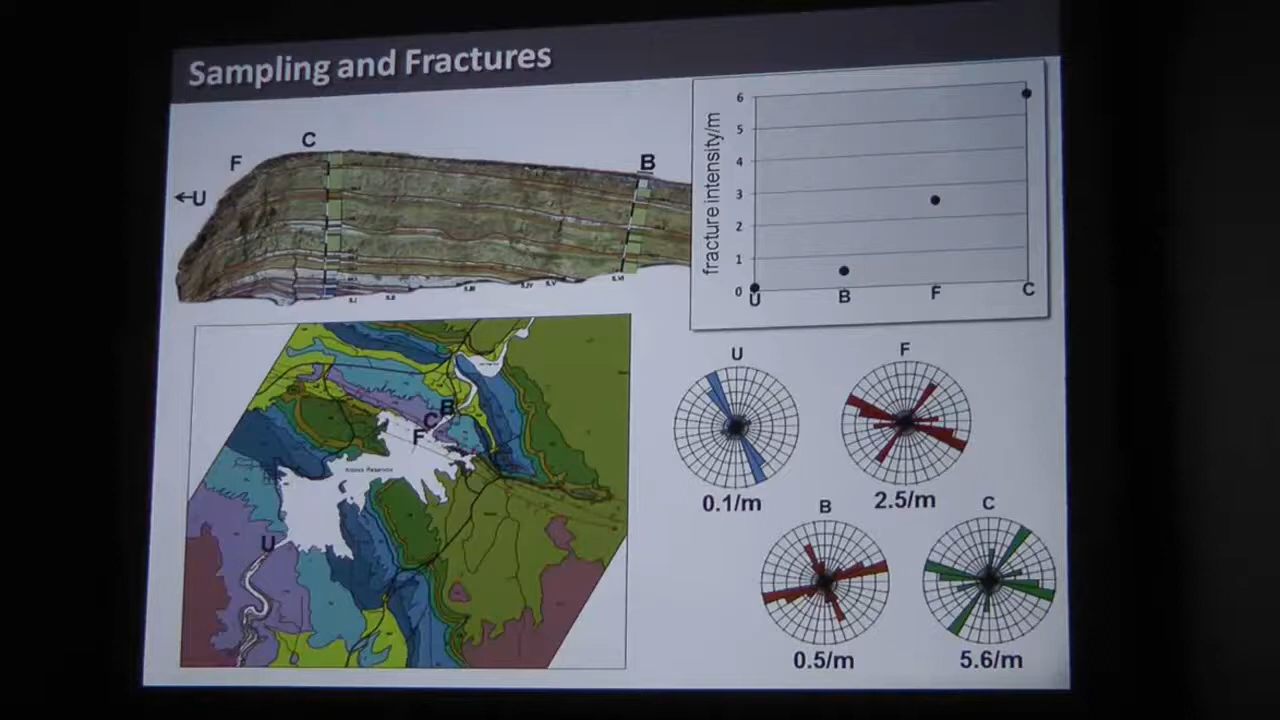 Sampling and Fractures
C
F
B
←U
fracture intensity/m
6
5
4
3
2
1
0
U
B
F
C
B
C
F
U
U
F
0.1/m
2.5/m
B
C
0.5/m
5.6/m